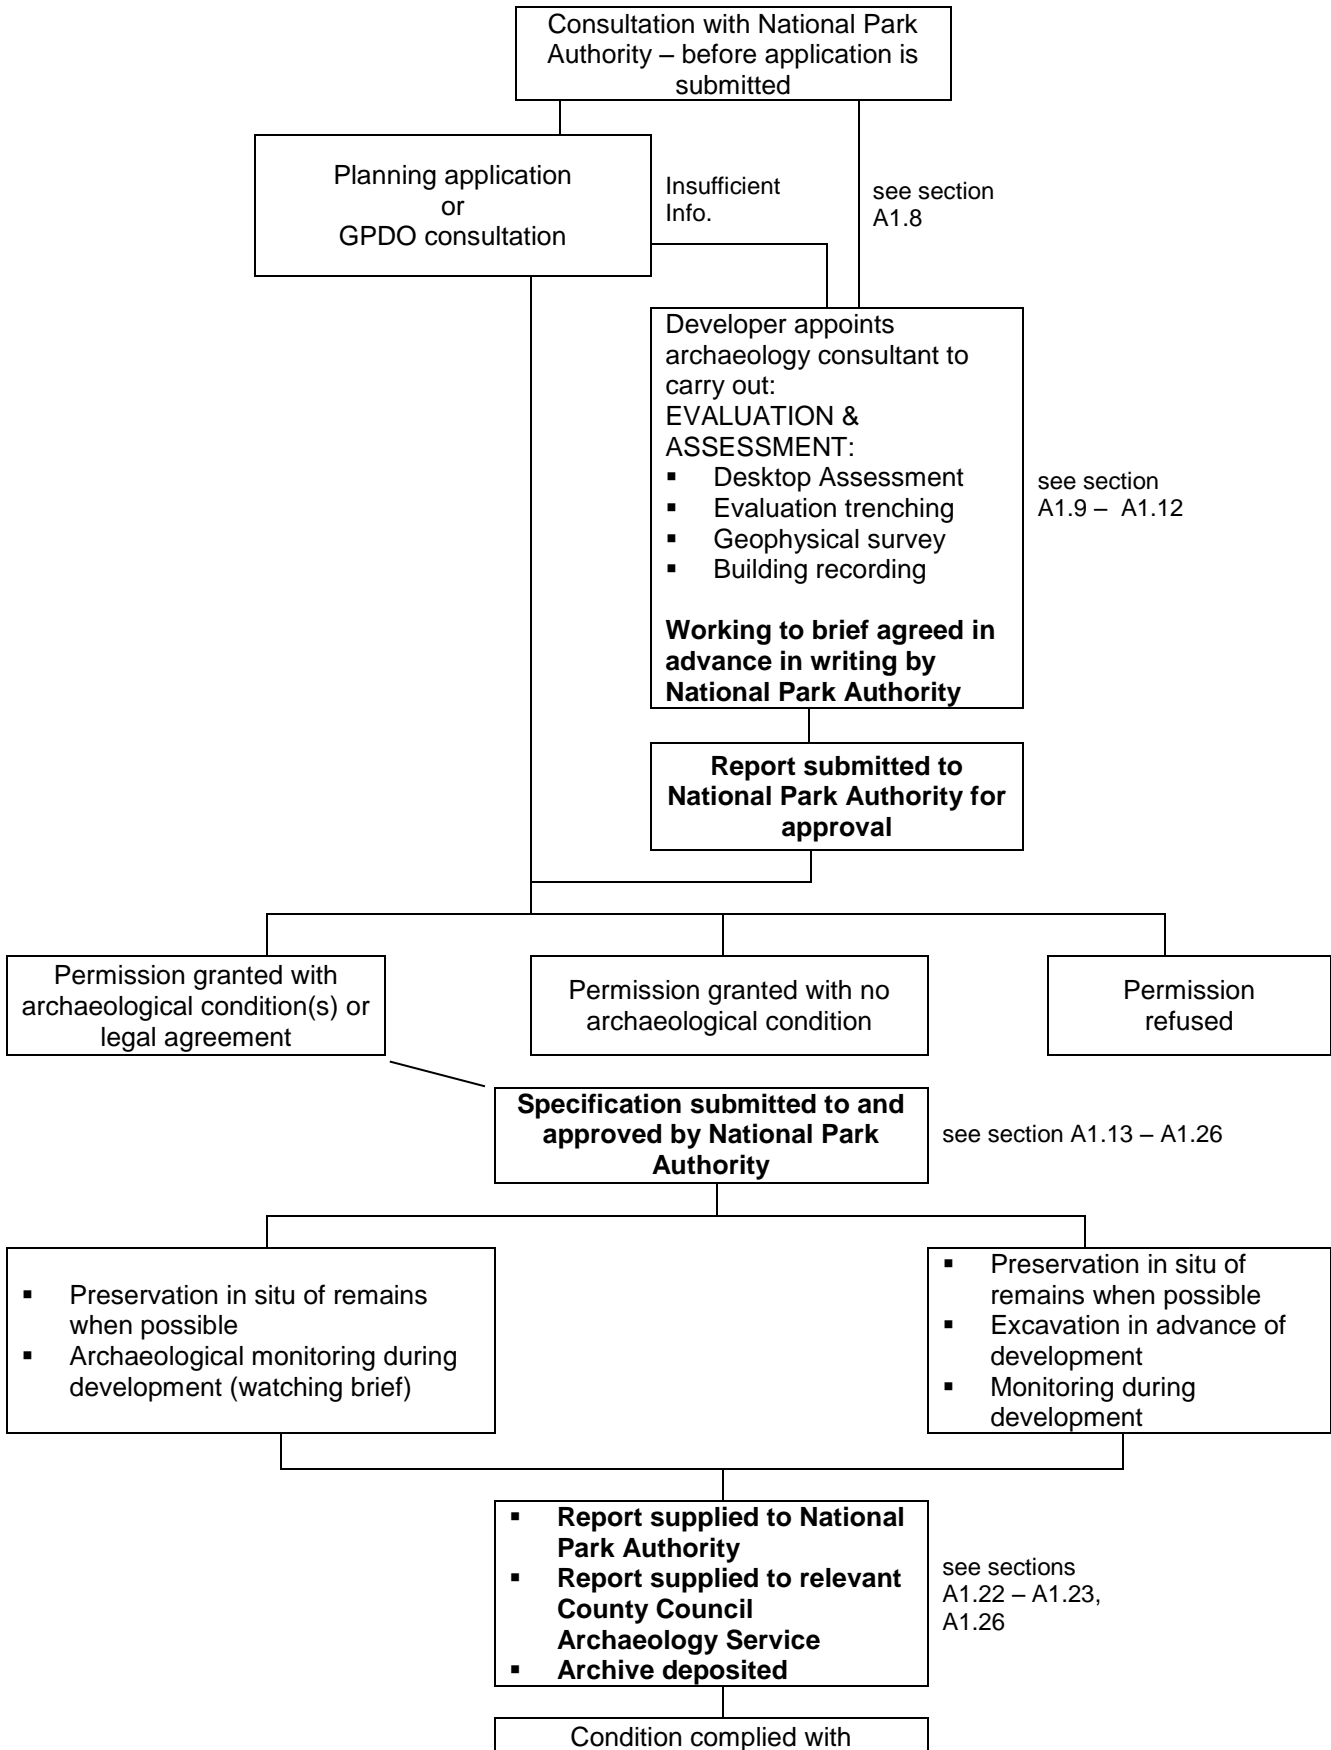 Consultation with National Park
Authority – before application is
submitted
Planning application
or
GPDO consultation
Insufficient
Info.
see section
A1.8
Developer appoints
archaeology consultant to
carry out:
EVALUATION &
ASSESSMENT:
▪ Desktop Assessment
▪ Evaluation trenching
▪ Geophysical survey
▪ Building recording
Working to brief agreed in
advance in writing by
National Park Authority
see section
A1.9 – A1.12
Report submitted to
National Park Authority for
approval
Permission granted with
archaeological condition(s) or
legal agreement
Permission granted with no
archaeological condition
Permission
refused
Specification submitted to and
approved by National Park
Authority
see section A1.13 – A1.26
▪ Preservation in situ of remains
when possible
▪ Archaeological monitoring during
development (watching brief)
▪ Preservation in situ of
remains when possible
▪ Excavation in advance of
development
▪ Monitoring during
development
▪ Report supplied to National
Park Authority
▪ Report supplied to relevant
County Council
Archaeology Service
▪ Archive deposited
see sections
A1.22 – A1.23,
A1.26
Condition complied with